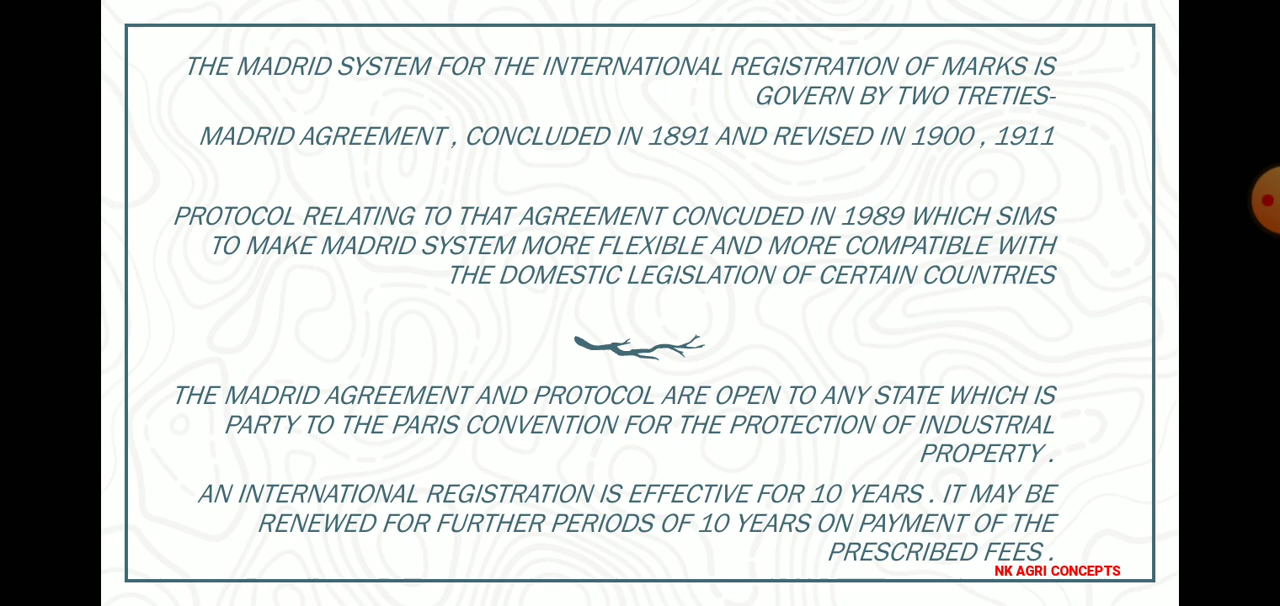 THE MADRID SYSTEM FOR THE INTERNATIONAL REGISTRATION OF MARKS IS
GOVERN BY TWO TRETIES-
MADRID AGREEMENT , CONCLUDED IN 1891 AND REVISED IN 1900 , 1911
PROTOCOL RELATING TO THAT AGREEMENT CONCUDED IN 1989 WHICH SIMS
TO MAKE MADRID SYSTEM MORE FLEXIBLE AND MORE COMPATIBLE WITH
THE DOMESTIC LEGISLATION OF CERTAIN COUNTRIES
THE MADRID AGREEMENT AND PROTOCOL ARE OPEN TO ANY STATE WHICH IS
PARTY TO THE PARIS CONVENTION FOR THE PROTECTION OF INDUSTRIAL
PROPERTY .
AN INTERNATIONAL REGISTRATION IS EFFECTIVE FOR 10 YEARS . IT MAY BE
RENEWED FOR FURTHER PERIODS OF 10 YEARS ON PAYMENT OF THE
PRESCRIBED FEES .
NK AGRI CONCEPTS